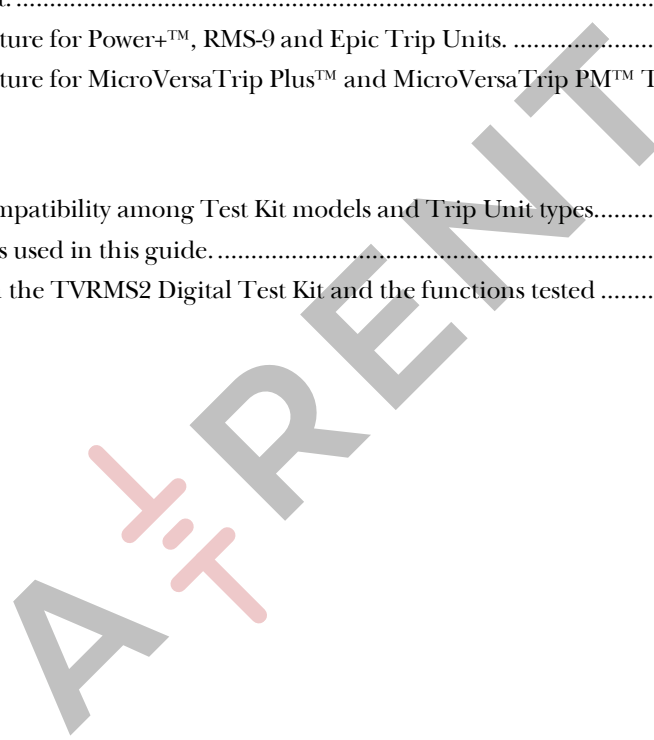 t. ................................................................
ture for Power+™, RMS-9 and Epic Trip Units. ....................
ture for MicroVersaTrip Plus™ and MicroVersaTrip PM™ T
mpatibility among Test Kit models and Trip Unit types.........
s used in this guide. ............................................
the TVRMS2 Digital Test Kit and the functions tested ........
A RENT